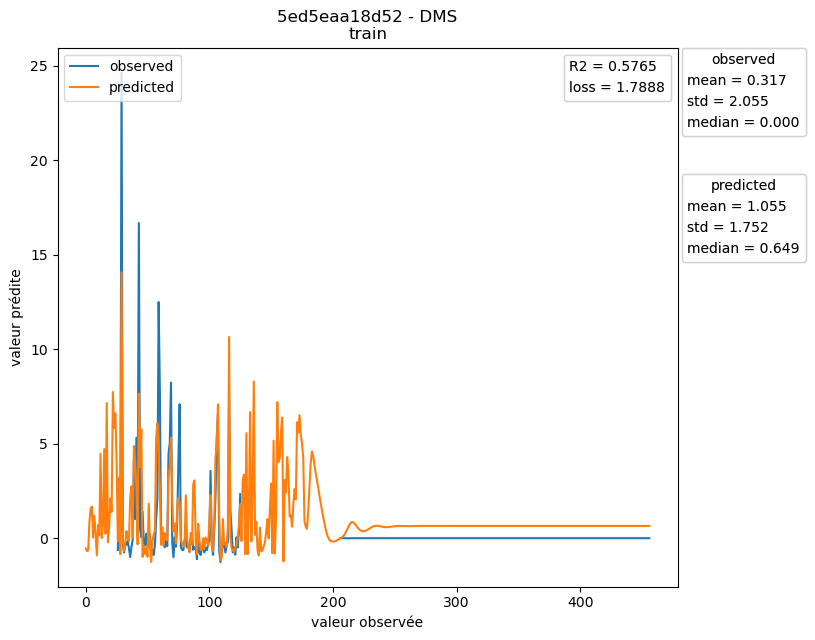 5ed5eaa18d52 - DMS
train
observed
predicted
R2 = 0.5765
loss = 1.7888
observed
mean = 0.317
std = 2.055
median = 0.000
predicted
mean = 1.055
std = 1.752
median = 0.649
valeur prédite
25
20
15
10
5
0
0
100
200
300
400
valeur observée